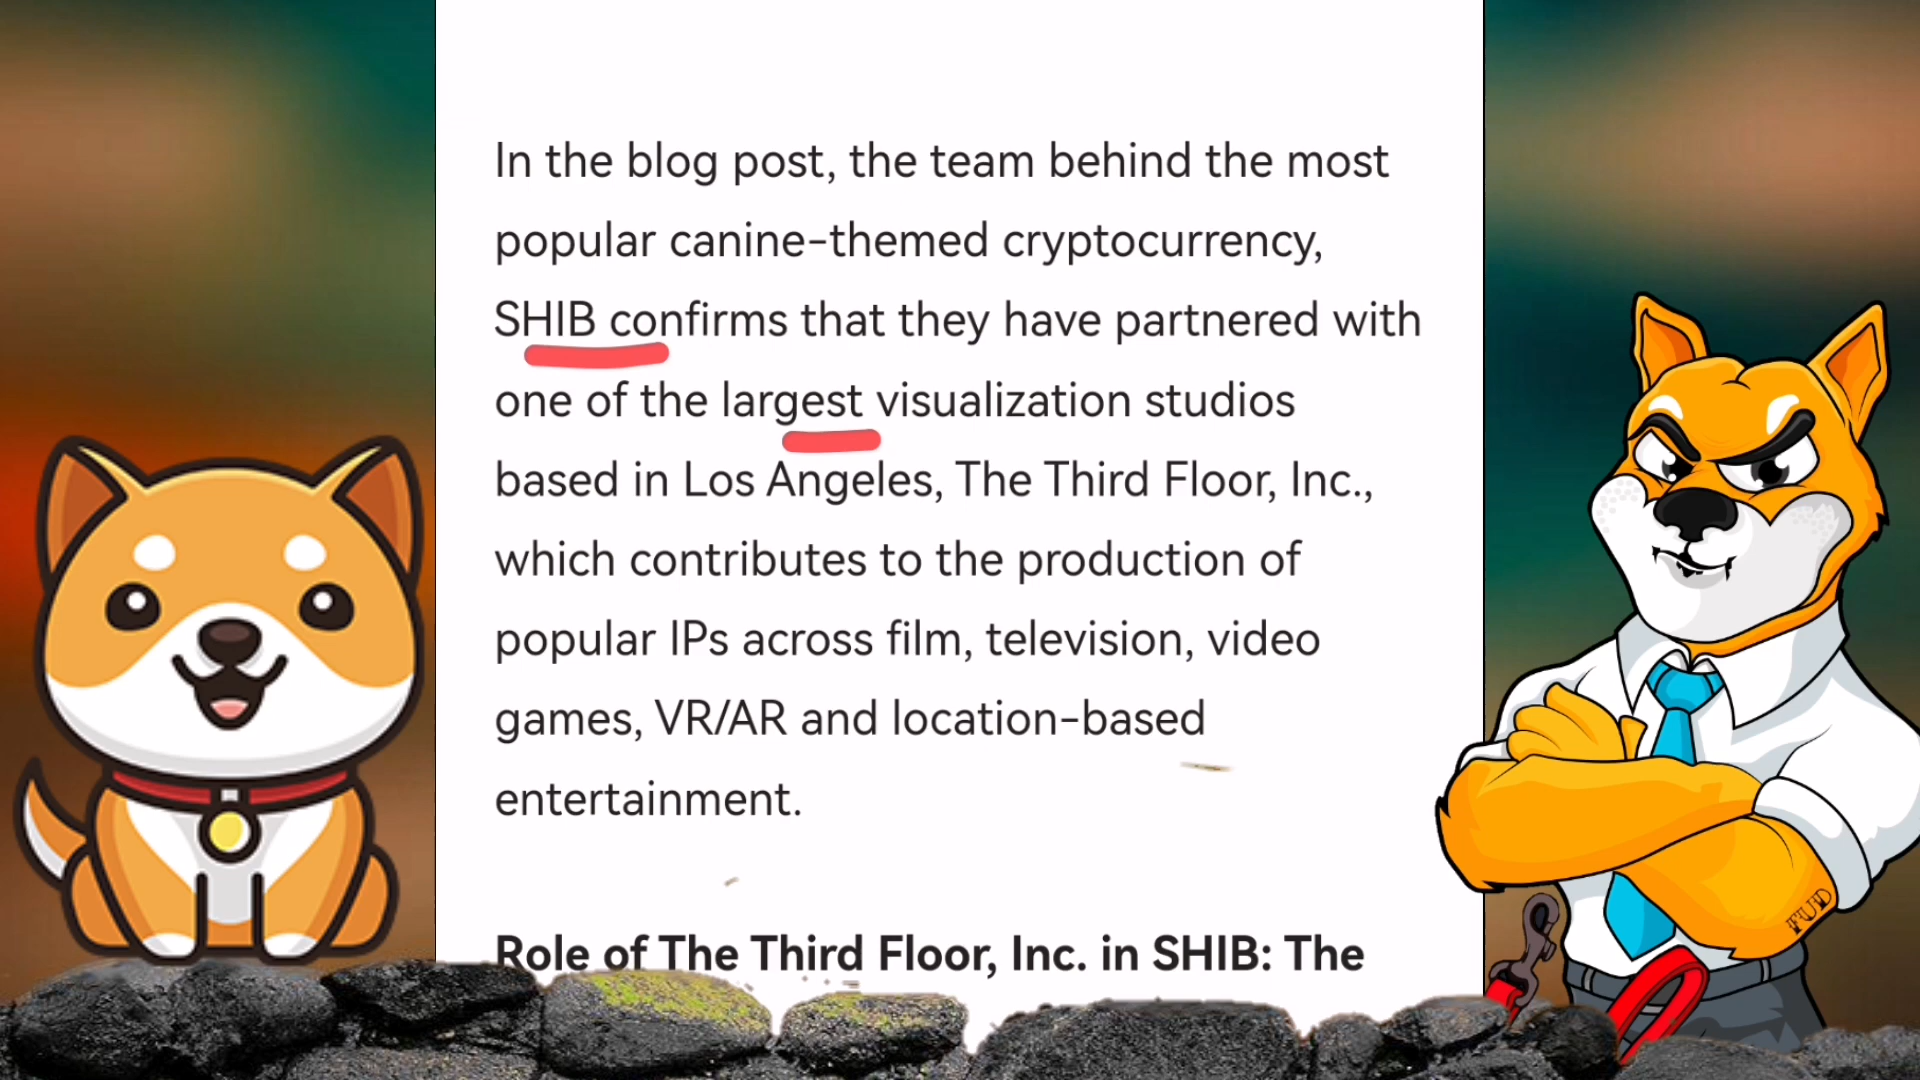 In the blog post, the team behind the most
popular canine-themed cryptocurrency,
SHIB confirms that they have partnered with
one of the largest visualization studios
based in Los Angeles, The Third Floor, Inc.,
which contributes to the production of
popular IPs across film, television, video
games, VR/AR and location-based
entertainment.
Role of The Third Floor, Inc. in SHIB: The
FUD